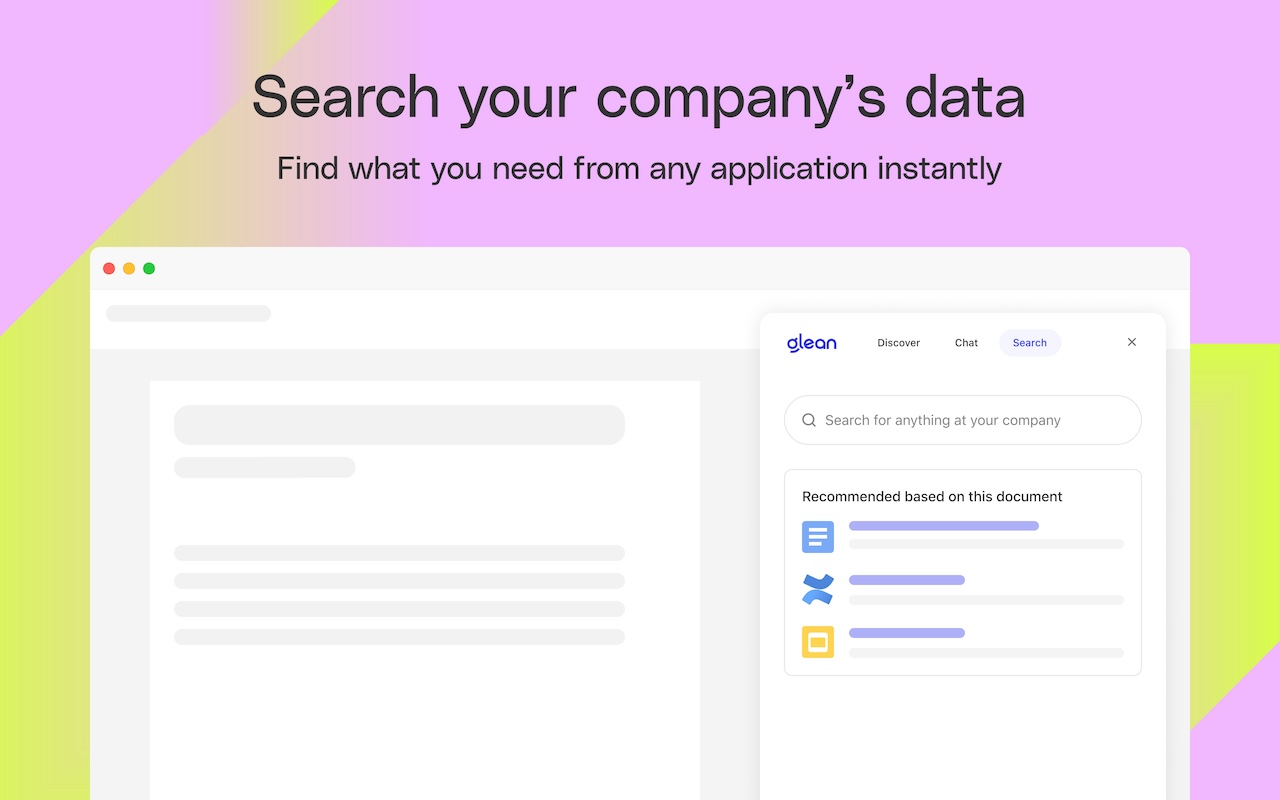 Search your company’s data
Find what you need from any application instantly
glean Discover Chat Search
Search for anything at your company
Recommended based on this document